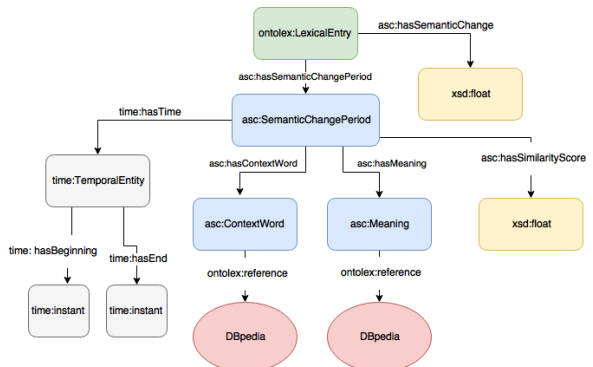 asc:hasSemanticChange
ontolex:LexicalEntry
asc:hasSemanticChangePeriod
xsd:float
time:hasTime
asc:SemanticChangePeriod
asc:hasContextWord
asc:hasMeaning
asc:hasSimilarityScore
time:TemporalEntity
asc:ContextWord
asc:Meaning
xsd:float
time: hasBeginning
time:hasEnd
ontolex:reference
ontolex:reference
time:instant
time:instant
DBpedia
DBpedia